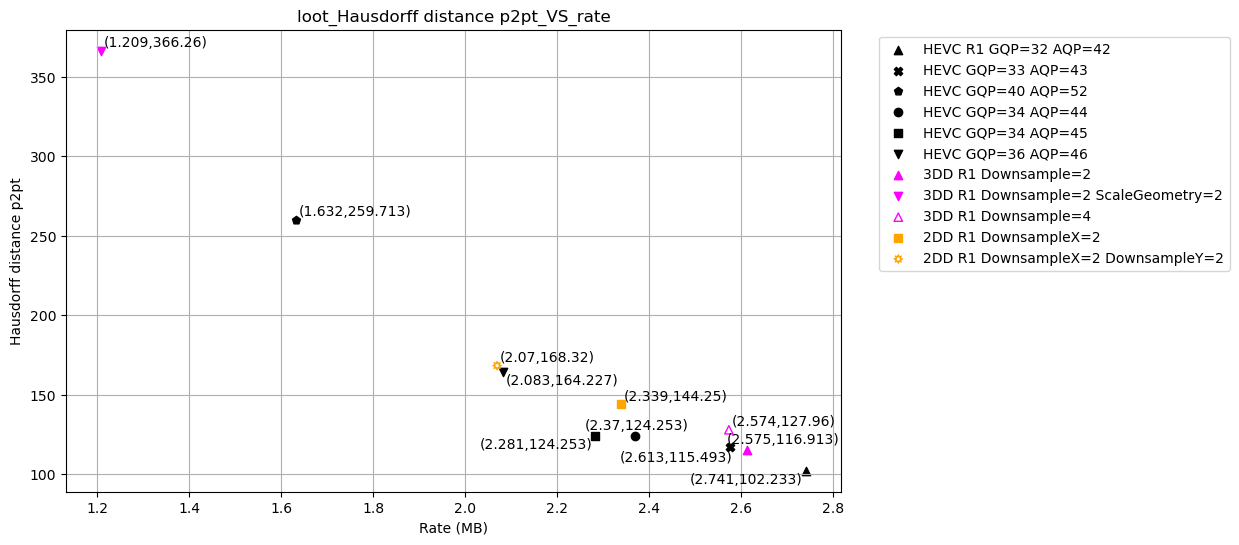 loot_Hausdorff distance p2pt_VS_rate
(1.209,366.26)
(1.632,259.713)
(2.07,168.32)
(2.083,164.227)
(2.339,144.25)
(2.574,127.96)
(2.37,124.253)
(2.575,116.913)
(2.281,124.253)
(2.613,115.493)
(2.741,102.233)
350
300
250
200
150
100
Hausdorff distance p2pt
1.2 1.4 1.6 1.8 2.0 2.2 2.4 2.6 2.8
Rate (MB)
HEVC R1 GQP=32 AQP=42
HEVC GQP=33 AQP=43
HEVC GQP=40 AQP=52
HEVC GQP=34 AQP=44
HEVC GQP=34 AQP=45
HEVC GQP=36 AQP=46
3DD R1 Downsample=2
3DD R1 Downsample=2 ScaleGeometry=2
3DD R1 Downsample=4
2DD R1 DownsampleX=2
2DD R1 DownsampleX=2 DownsampleY=2